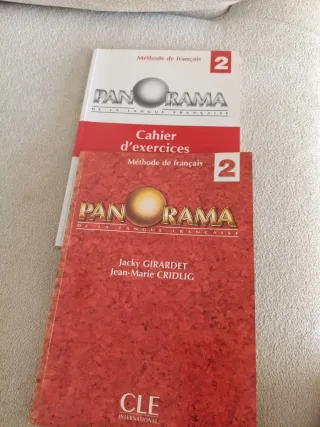 Méthode de français 2
PANORAMA
DE LA LANGUE FRANÇAISE
Cahier
d'exercices
Méthode de français 2
PANORAMA
DE LA LANGUE FRANÇAISE
Jacky GIRARDET
Jean-Marie CRIDLIG
CLE
INTERNATIONAL